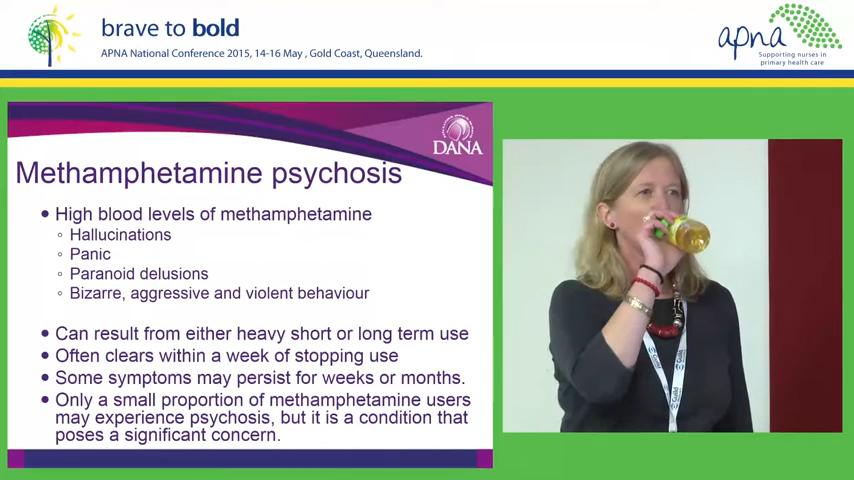 brave to bold
APNA National Conference 2015, 14-16 May , Gold Coast, Queensland.
apna
Supporting nurses in
primary health care
DANA
Methamphetamine psychosis
• High blood levels of methamphetamine
◦ Hallucinations
◦ Panic
◦ Paranoid delusions
◦ Bizarre, aggressive and violent behaviour
• Can result from either heavy short or long term use
• Often clears within a week of stopping use
• Some symptoms may persist for weeks or months.
• Only a small proportion of methamphetamine users
may experience psychosis, but it is a condition that
poses a significant concern.
Guild
Guild